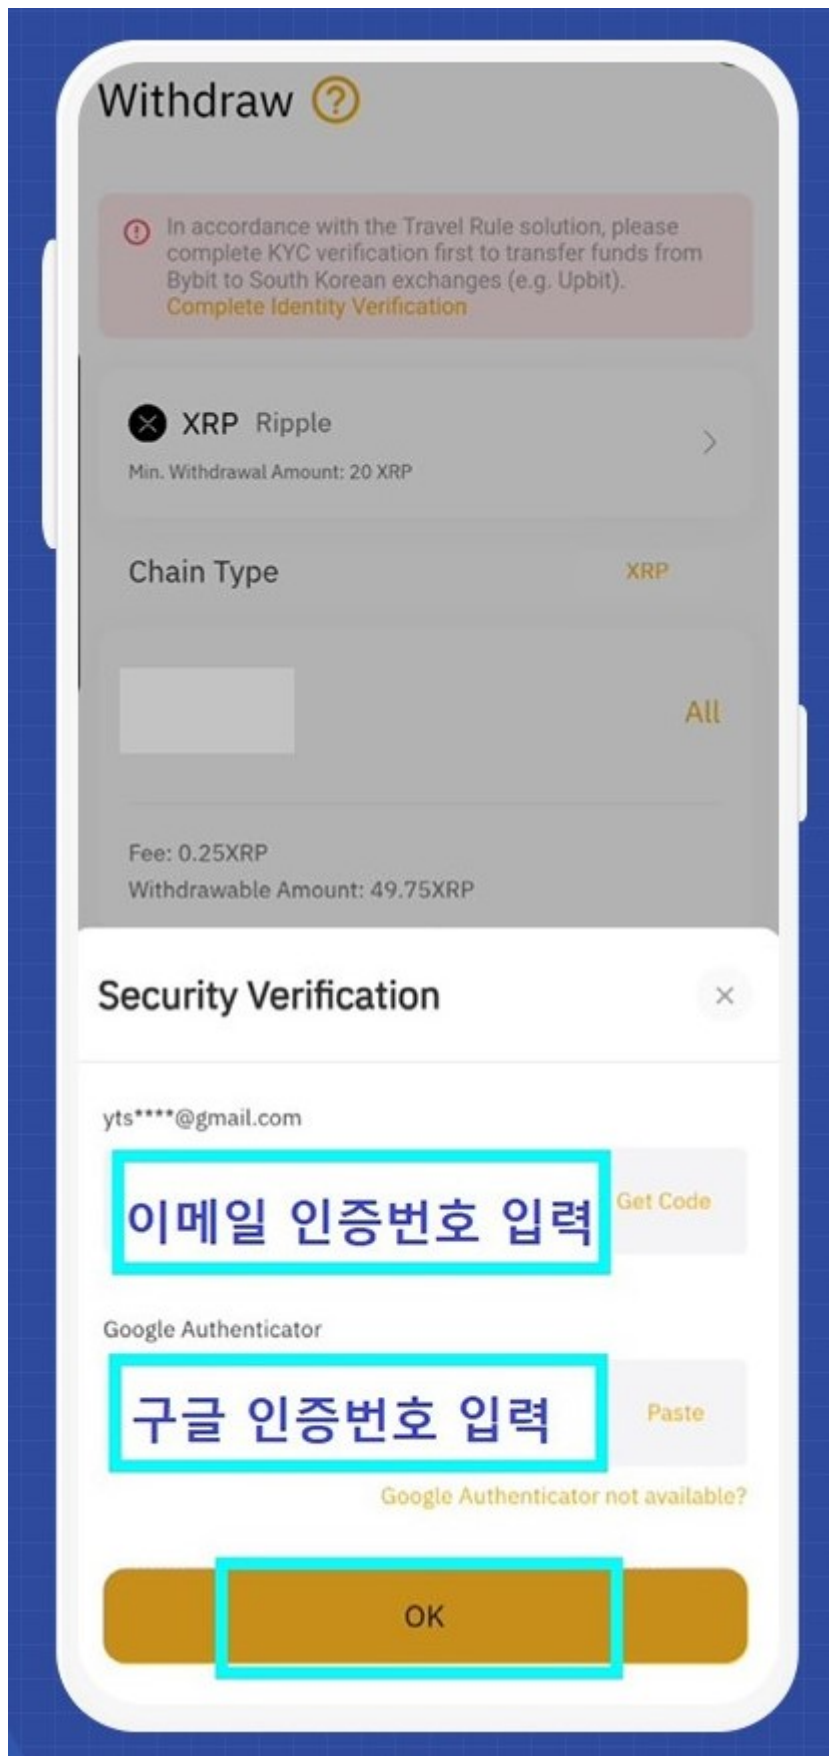 Withdraw ?
In accordance with the Travel Rule solution, please
complete KYC verification first to transfer funds from
Bybit to South Korean exchanges (e.g. Upbit).
Complete Identity Verification
XRP Ripple
Min. Withdrawal Amount: 20 XRP
Chain Type XRP
All
Fee: 0.25XRP
Withdrawable Amount: 49.75XRP
Security Verification
yts****@gmail.com
이메일 인증번호 입력 Get Code
Google Authenticator
구글 인증번호 입력 Paste
Google Authenticator not available?
OK